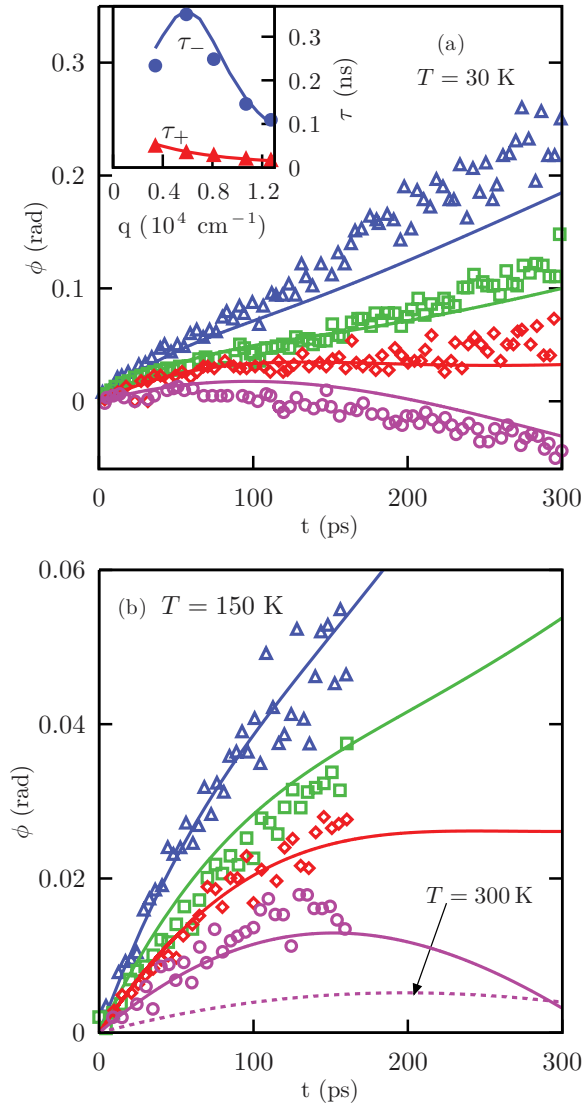 (a)
T = 30 K
τ−
τ+
0.3
0.2
0.1
0
τ (ns)
0 0.4 0.8 1.2
q (10⁴ cm⁻¹)
0.3
0.2
0.1
0
ϕ (rad)
0 100 200 300
t (ps)
(b) T = 150 K
0.06
0.04
0.02
0
ϕ (rad)
T = 300 K
0 100 200 300
t (ps)